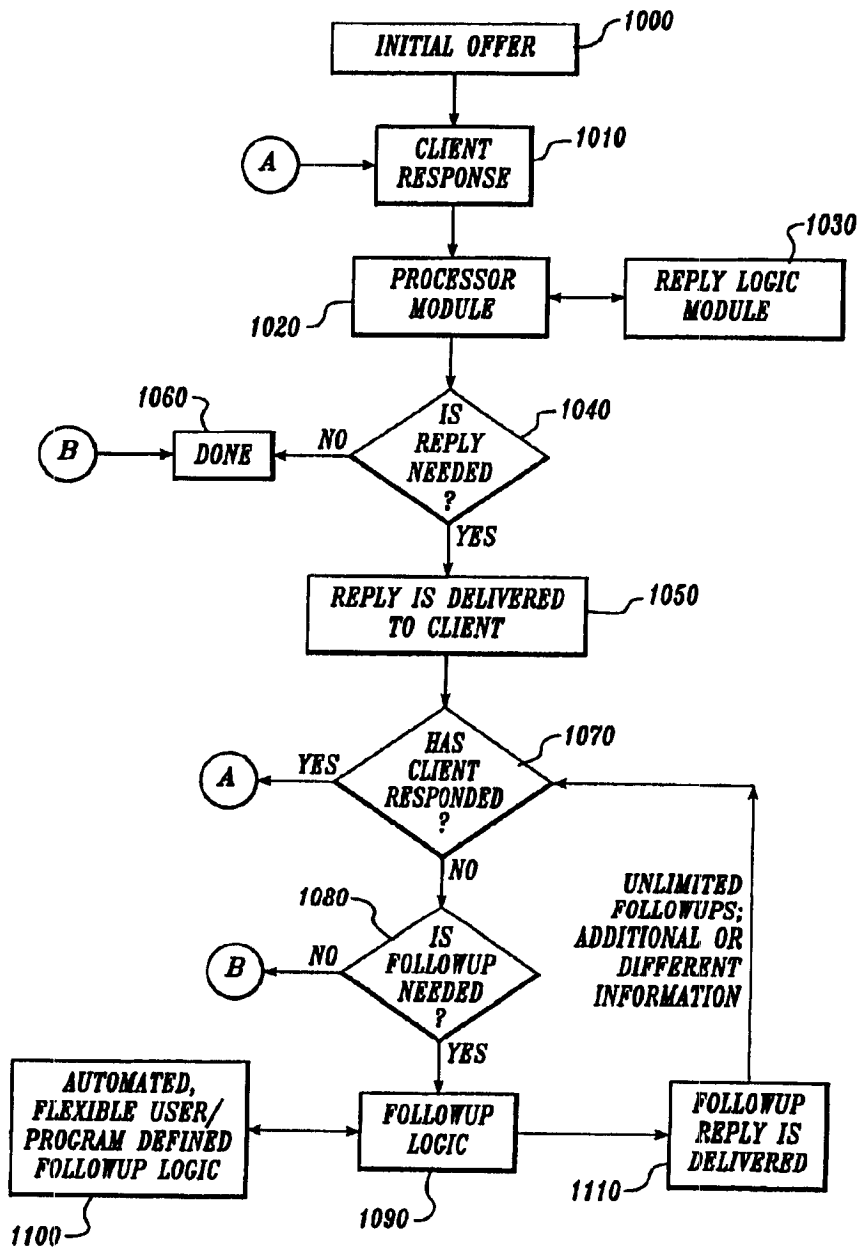 1000
INITIAL OFFER
1010
A
CLIENT
RESPONSE
1030
PROCESSOR
MODULE
REPLY LOGIC
MODULE
1020
1060
1040
B
DONE
NO
IS
REPLY
NEEDED
?
YES
REPLY IS DELIVERED
TO CLIENT
1050
1070
A
YES
HAS
CLIENT
RESPONDED
?
NO
1080
UNLIMITED
FOLLOWUPS;
ADDITIONAL OR
DIFFERENT
INFORMATION
B
NO
IS
FOLLOWUP
NEEDED
?
YES
AUTOMATED,
FLEXIBLE USER/
PROGRAM DEFINED
FOLLOWUP LOGIC
FOLLOWUP
LOGIC
FOLLOWUP
REPLY IS
DELIVERED
1100
1090
1110